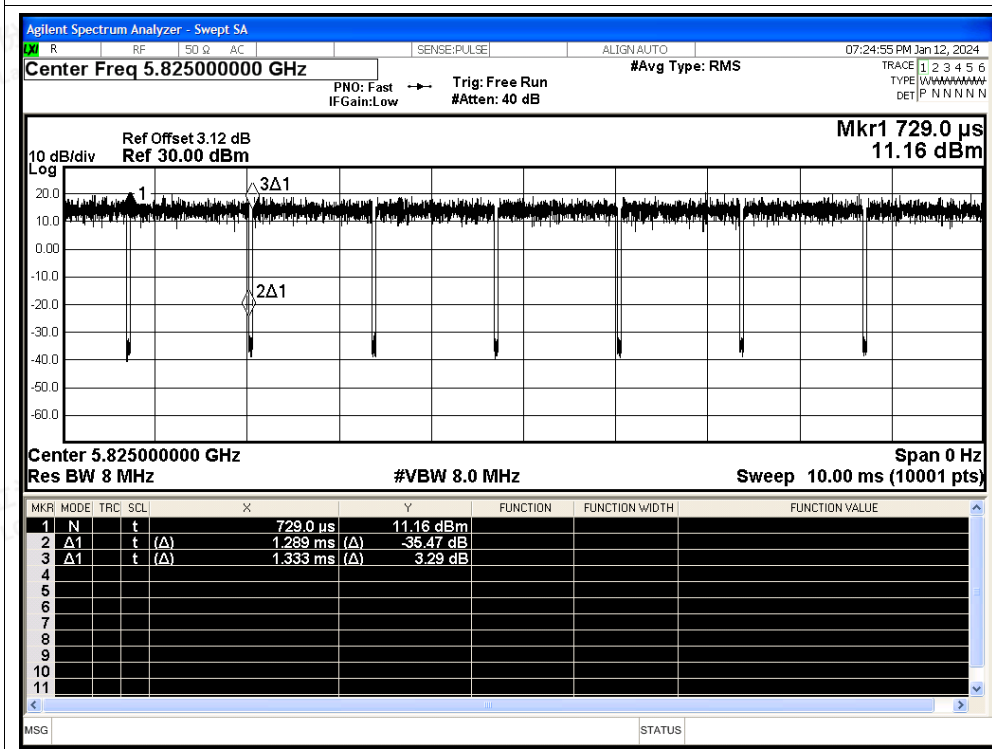 Agilent Spectrum Analyzer - Swept SA
LXI R RF 50 Ω AC SENSE:PULSE ALIGN AUTO 07:24:55 PM Jan 12, 2024
Center Freq 5.825000000 GHz #Avg Type: RMS TRACE 1 2 3 4 5 6
PNO: Fast Trig: Free Run TYPE WWWWWW
IFGain:Low #Atten: 40 dB DET P N N N N N
Mkr1 729.0 µs
Ref Offset 3.12 dB
10 dB/div Ref 30.00 dBm 11.16 dBm
Log
20.0 1 3Δ1
10.0
0.00
-10.0
-20.0 2Δ1
-30.0
-40.0
-50.0
-60.0
Center 5.825000000 GHz Span 0 Hz
Res BW 8 MHz #VBW 8.0 MHz Sweep 10.00 ms (10001 pts)
MKR MODE TRC SCL X Y FUNCTION FUNCTION WIDTH FUNCTION VALUE
1 N t 729.0 µs 11.16 dBm
2 Δ1 t (Δ) 1.289 ms (Δ) -35.47 dB
3 Δ1 t (Δ) 1.333 ms (Δ) 3.29 dB
4
5
6
7
8
9
10
11
MSG STATUS